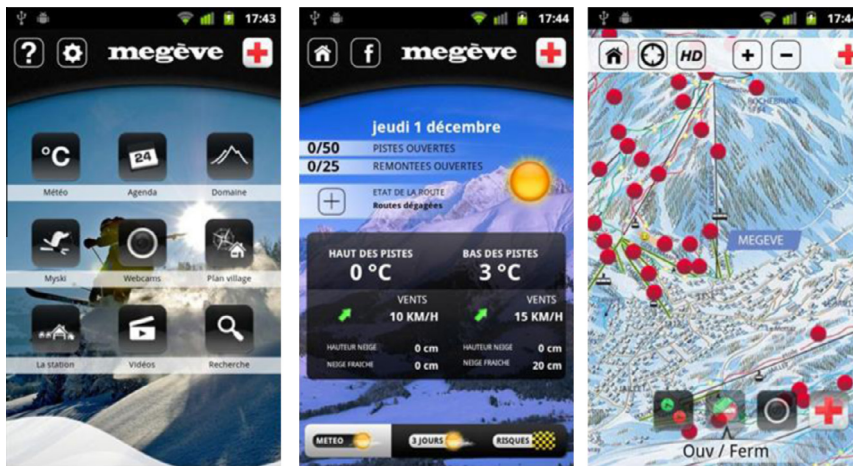 17:43
megève
°C
24
Météo
Agenda
Domaine
Myski
Webcams
Plan village
La station
Vidéos
Recherche
17:44
megève
jeudi 1 décembre
0/50 PISTES OUVERTES
0/25 REMONTEES OUVERTES
ETAT DE LA ROUTE
Routes dégagées
HAUT DES PISTES
0 °C
BAS DES PISTES
3 °C
VENTS
10 KM/H
VENTS
15 KM/H
HAUTEUR NEIGE 0 cm
HAUTEUR NEIGE 0 cm
NEIGE FRAICHE 0 cm
NEIGE FRAICHE 20 cm
METEO
3 JOURS
RISQUES
17:44
HD
ROCHEBRUNE
MEGEVE
Ouv / Ferm